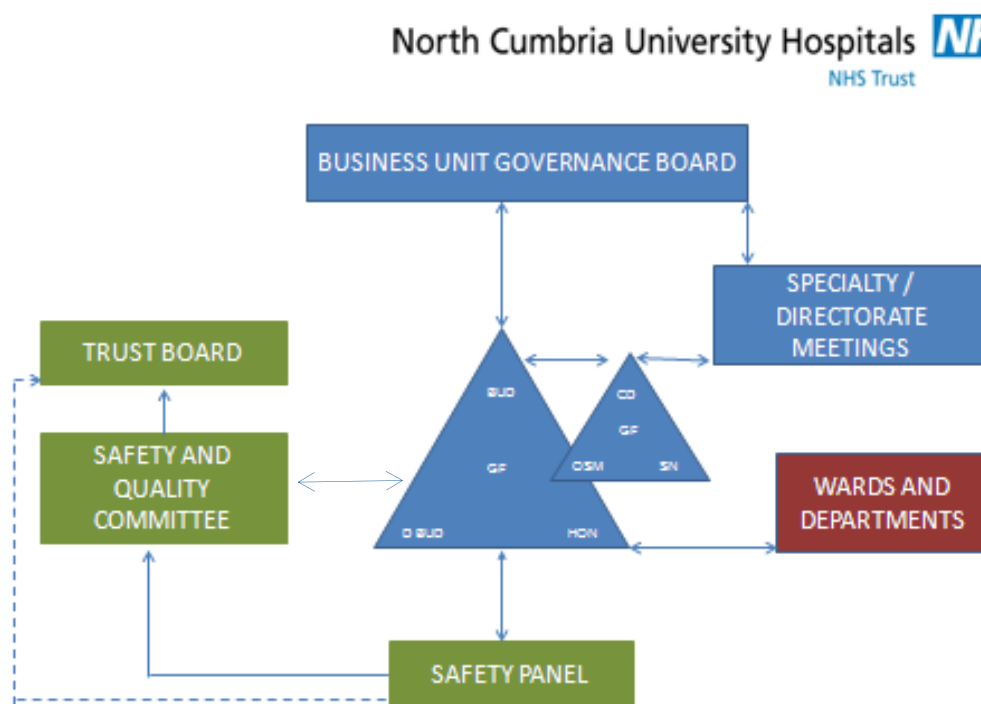 North Cumbria University Hospitals
NHS Trust
BUSINESS UNIT GOVERNANCE BOARD
SPECIALTY /
DIRECTORATE
MEETINGS
TRUST BOARD
BUD
CD
GF
GF
OSM
SN
SAFETY AND
QUALITY
COMMITTEE
WARDS AND
DEPARTMENTS
D BUD
HON
SAFETY PANEL